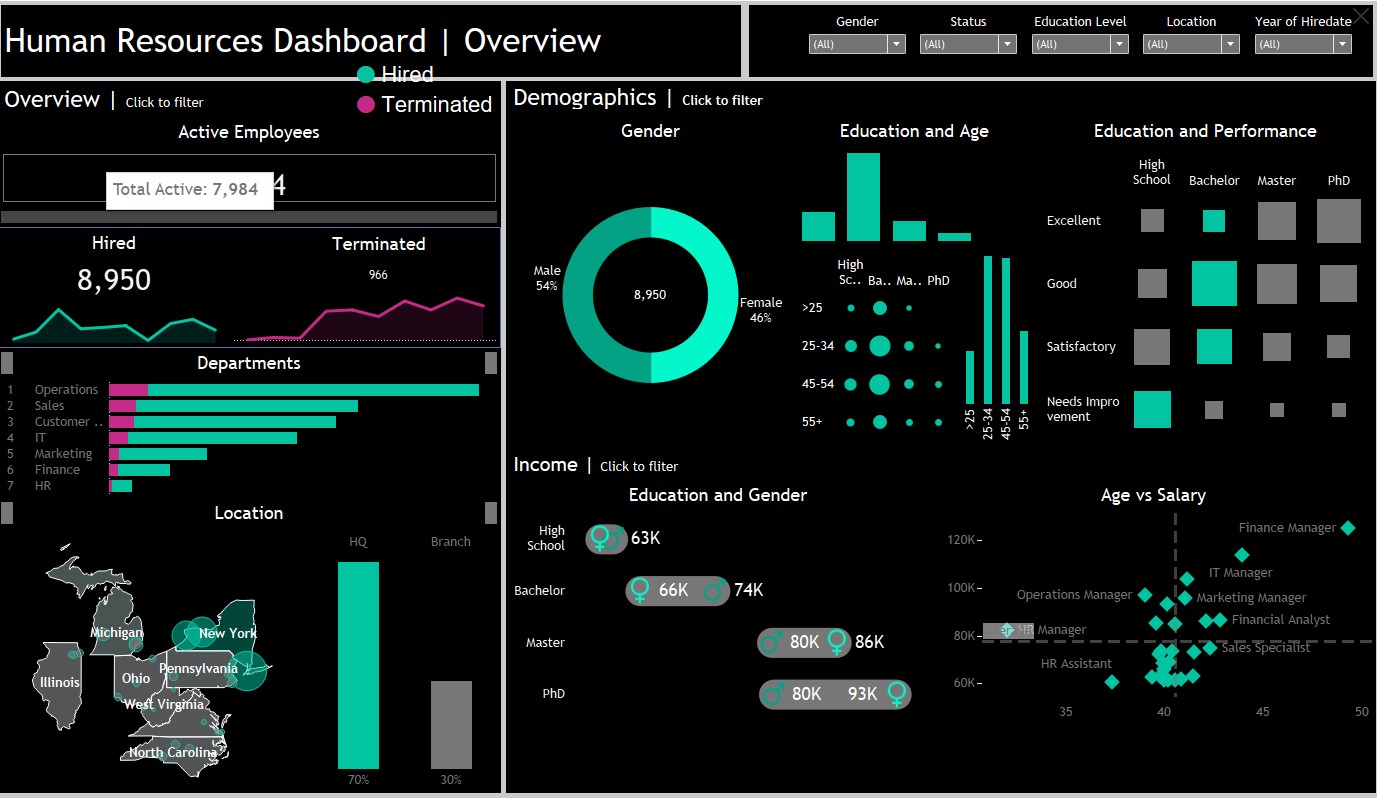 Human Resources Dashboard | Overview
Gender
Status
Education Level
Location
Year of Hiredate
(All)
(All)
(All)
(All)
(All)
Hired
Terminated
Overview | Click to filter
Active Employees
Total Active: 7,984
4
Hired
8,950
Terminated
966
Departments
1 Operations
2 Sales
3 Customer ..
4 IT
5 Marketing
6 Finance
7 HR
Location
HQ
Branch
Michigan
New York
Illinois
Ohio
Pennsylvania
West Virginia
North Carolina
70%
30%
Demographics | Click to filter
Gender
Male
54%
8,950
Female
46%
Education and Age
High
Sc.. Ba.. Ma.. PhD
>25
25-34
45-54
55+
>25
25-34
45-54
55+
Education and Performance
High
School Bachelor Master PhD
Excellent
Good
Satisfactory
Needs Impro
vement
Income | Click to fliter
Education and Gender
High
School
63K
Bachelor
66K
74K
Master
80K
86K
PhD
80K
93K
Age vs Salary
120K
100K
80K
60K
Finance Manager
IT Manager
Operations Manager
Marketing Manager
Financial Analyst
HR Manager
Sales Specialist
HR Assistant
35
40
45
50